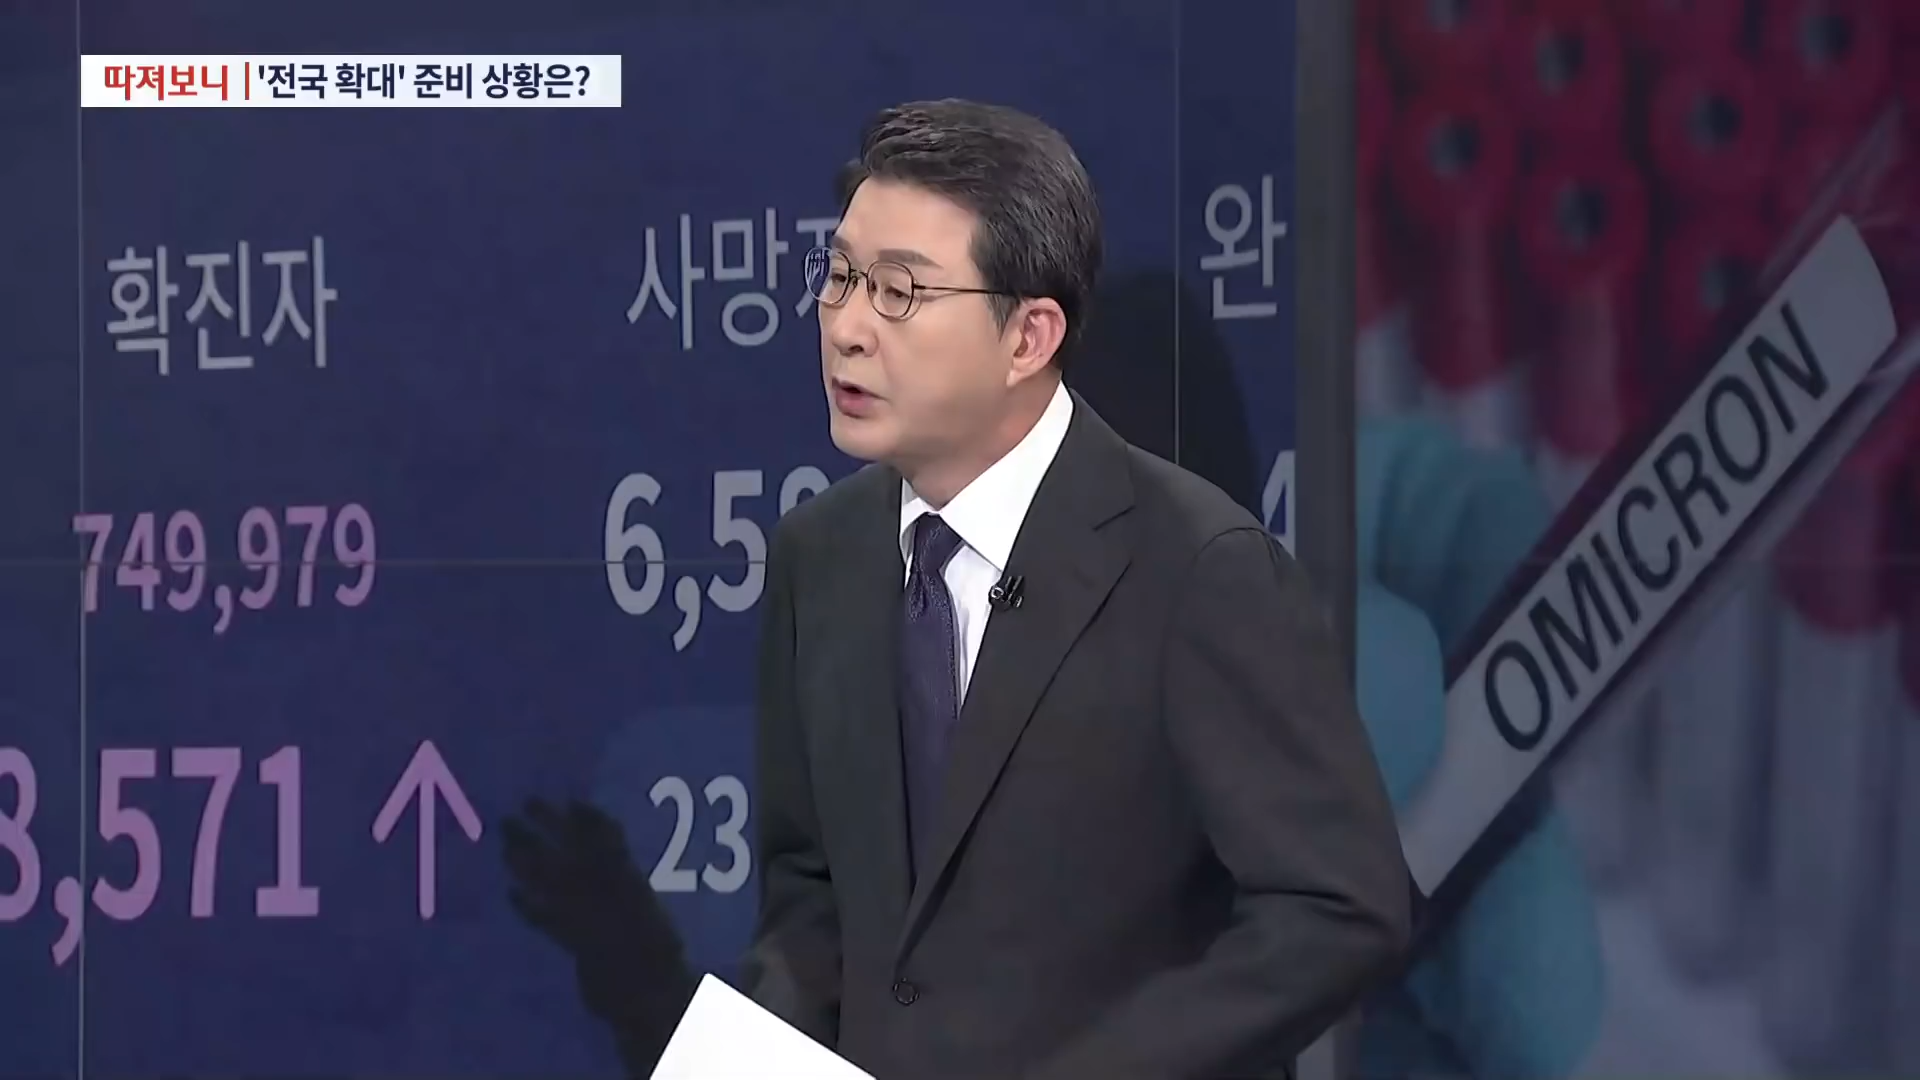 따져보니 | '전국 확대' 준비 상황은?
확진자 사망 완
749,979 6,5
8,571 ↑ 23
OMICRON